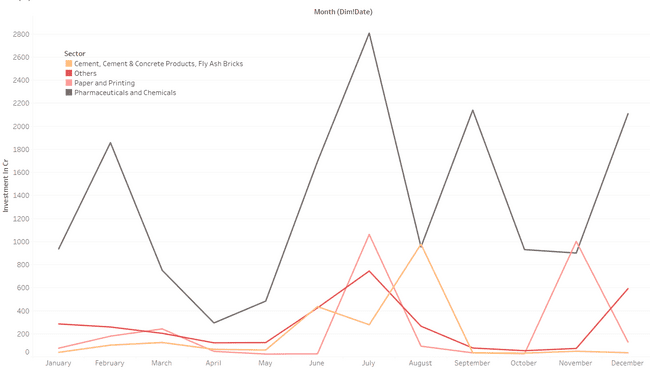 Month (Dim!Date)
Sector
Cement, Cement & Concrete Products, Fly Ash Bricks
Others
Paper and Printing
Pharmaceuticals and Chemicals
Investment In Cr
2800
2600
2400
2200
2000
1800
1600
1400
1200
1000
800
600
400
200
0
January February March April May June July August September October November December